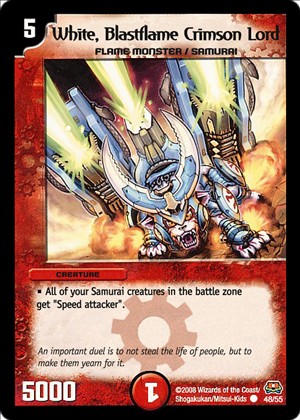 5
White, Blastflame Crimson Lord
FLAME MONSTER / SAMURAI
CREATURE
▪ All of your Samurai creatures in the battle zone
get "Speed attacker".
An important duel is to not steal the life of people, but to
make them yearn for it.
5000
1
©2008 Wizards of the Coast/
Shogakukan/Mitsui-Kids ● 48/55